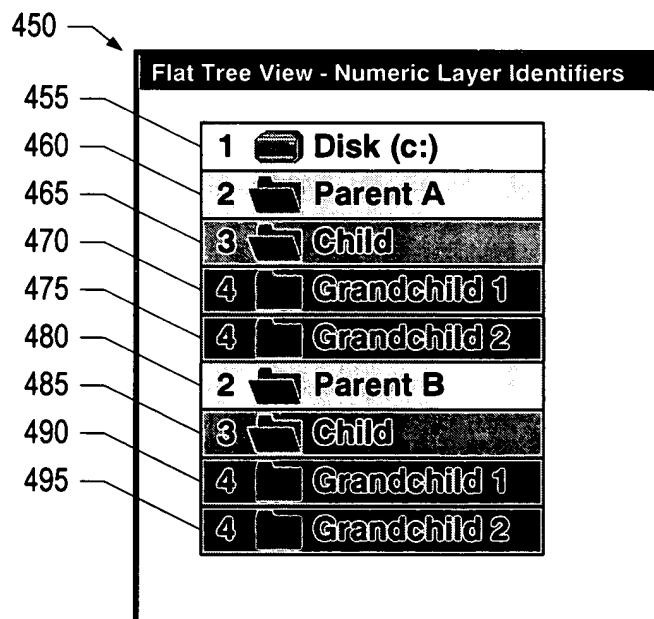 450
Flat Tree View - Numeric Layer Identifiers
455 1 Disk (c:)
460 2 Parent A
465 3 Child
470 4 Grandchild 1
475 4 Grandchild 2
480 2 Parent B
485 3 Child
490 4 Grandchild 1
495 4 Grandchild 2